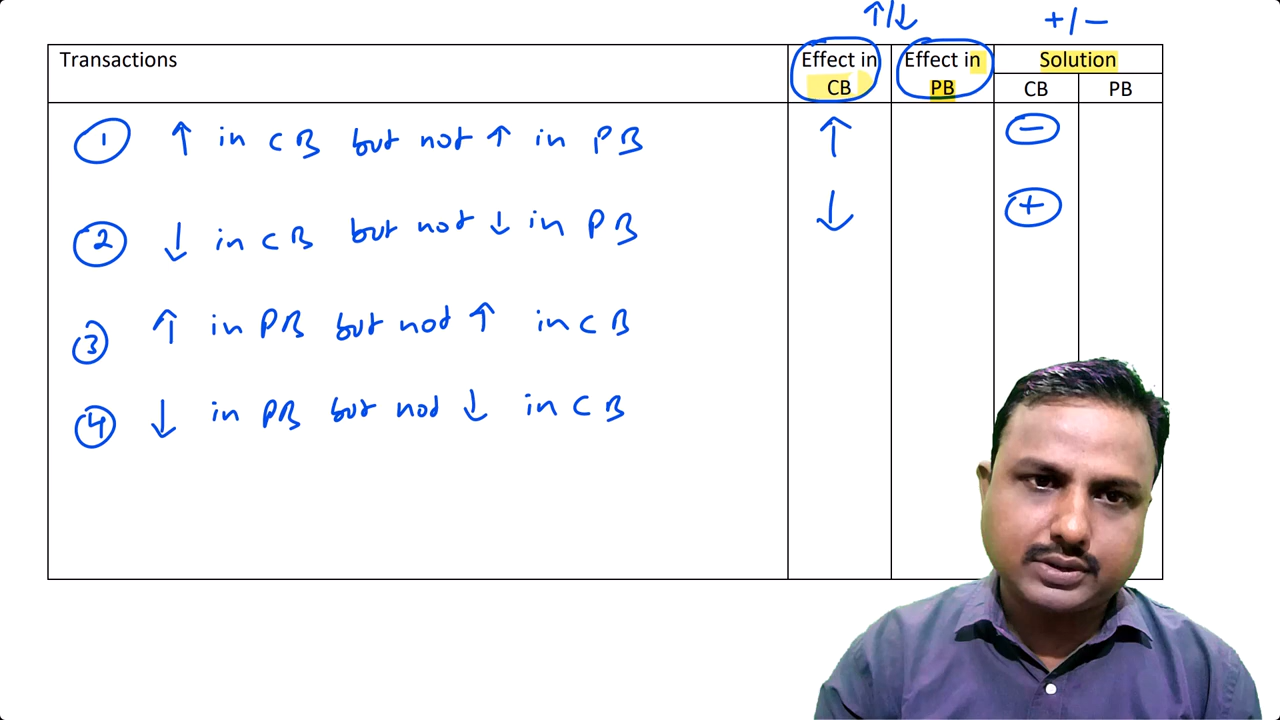 ↑/↓ +/−
Transactions Effect in CB Effect in PB Solution
CB PB
① ↑ in CB but not ↑ in PB ↑ −
② ↓ in CB but not ↓ in PB ↓ +
③ ↑ in PB but not ↑ in CB
④ ↓ in PB but not ↓ in CB